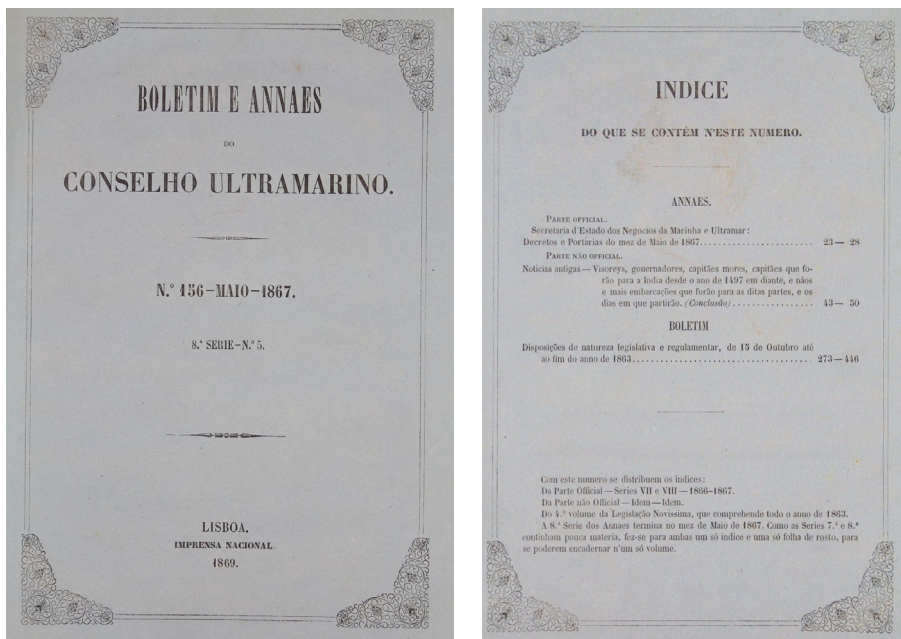 BOLETIM E ANNAES
DO
CONSELHO ULTRAMARINO.
N.º 156–MAIO–1867.
8.ª SERIE–N.º 5.
LISBOA.
IMPRENSA NACIONAL.
1869.
INDICE
DO QUE SE CONTÉM N'ESTE NUMERO.
ANNAES.
PARTE OFFICIAL.
Secretaria d'Estado dos Negocios da Marinha e Ultramar:
Decretos e Portarias do mez de Maio de 1867........................ 23— 28
PARTE NÃO OFFICIAL.
Noticias antigas—Visoreys, gouernadores, capitães mores, capitães que fo-
rão para a India desde o ano de 1497 em diante, e náos
e mais embarcações que forão para as ditas partes, e os
dias em que partirão. (Conclusão)................. 43— 50
BOLETIM
Disposições de natureza legislativa e regulamentar, de 15 de Outubro até
ao fim do anno de 1863...................................... 273—446
Com este numero se distribuem os indices:
Da Parte Official—Series VII e VIII—1866-1867.
Da Parte não Official—Idem—Idem.
Do 4.º volume da Legislação Novissima, que comprehende todo o anno de 1863.
A 8.ª Serie dos Annaes termina no mez de Maio de 1867. Como as Series 7.ª e 8.ª
continham pouca materia, fez-se para ambas um só indice e uma só folha de rosto, para
se poderem encadernar n'um só volume.